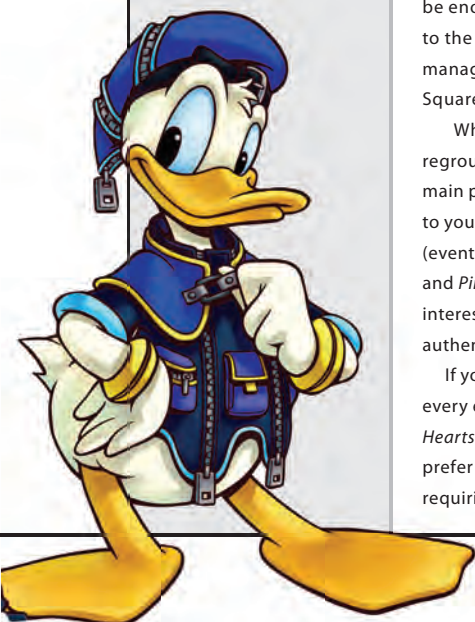 be end
to the
manag
Square
Wh
regrou
main p
to you
(event
and Pi
interes
authen
If yo
every
Hearts
prefer
requiri